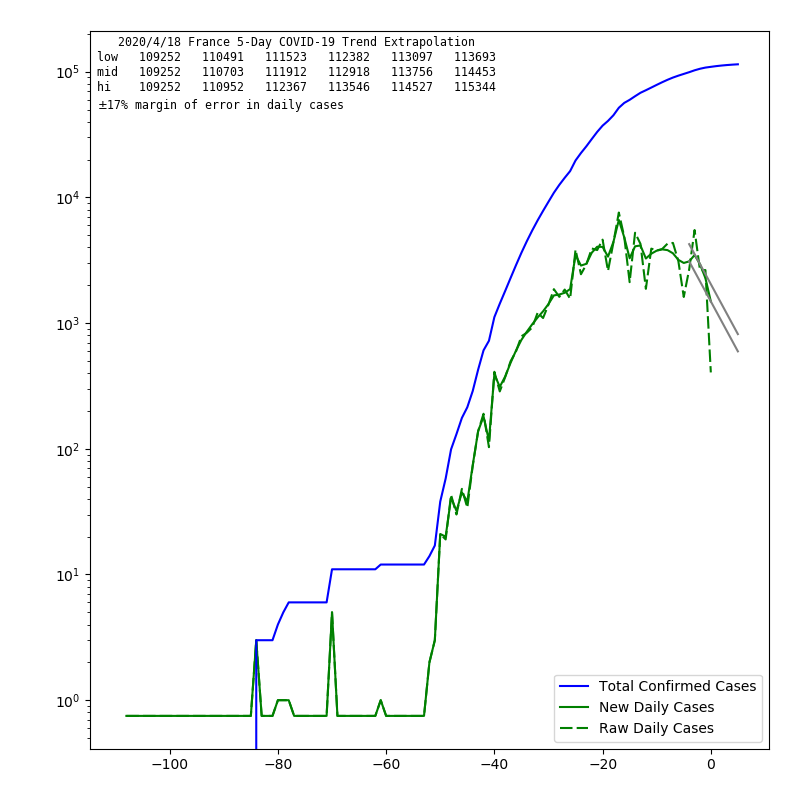 2020/4/18 France 5-Day COVID-19 Trend Extrapolation
low 109252 110491 111523 112382 113097 113693
mid 109252 110703 111912 112918 113756 114453
hi 109252 110952 112367 113546 114527 115344
±17% margin of error in daily cases
10⁵
10⁴
10³
10²
10¹
10⁰
Total Confirmed Cases
New Daily Cases
Raw Daily Cases
−100 −80 −60 −40 −20 0